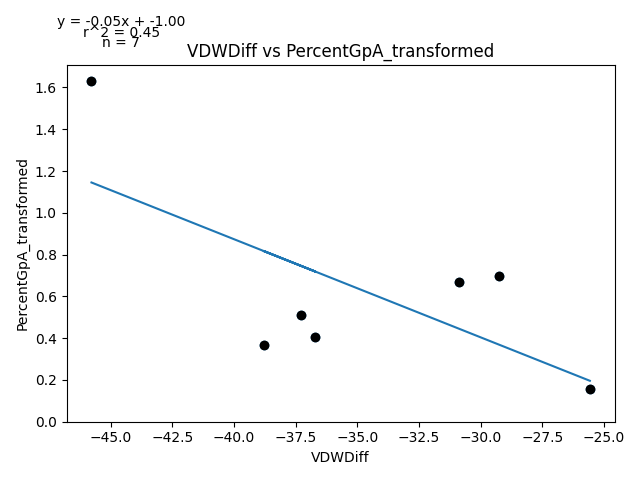 y = -0.05x + -1.00
r^2 = 0.45
n = 7
VDWDiff vs PercentGpA_transformed
PercentGpA_transformed
1.6
1.4
1.2
1.0
0.8
0.6
0.4
0.2
0.0
−45.0 −42.5 −40.0 −37.5 −35.0 −32.5 −30.0 −27.5 −25.0
VDWDiff